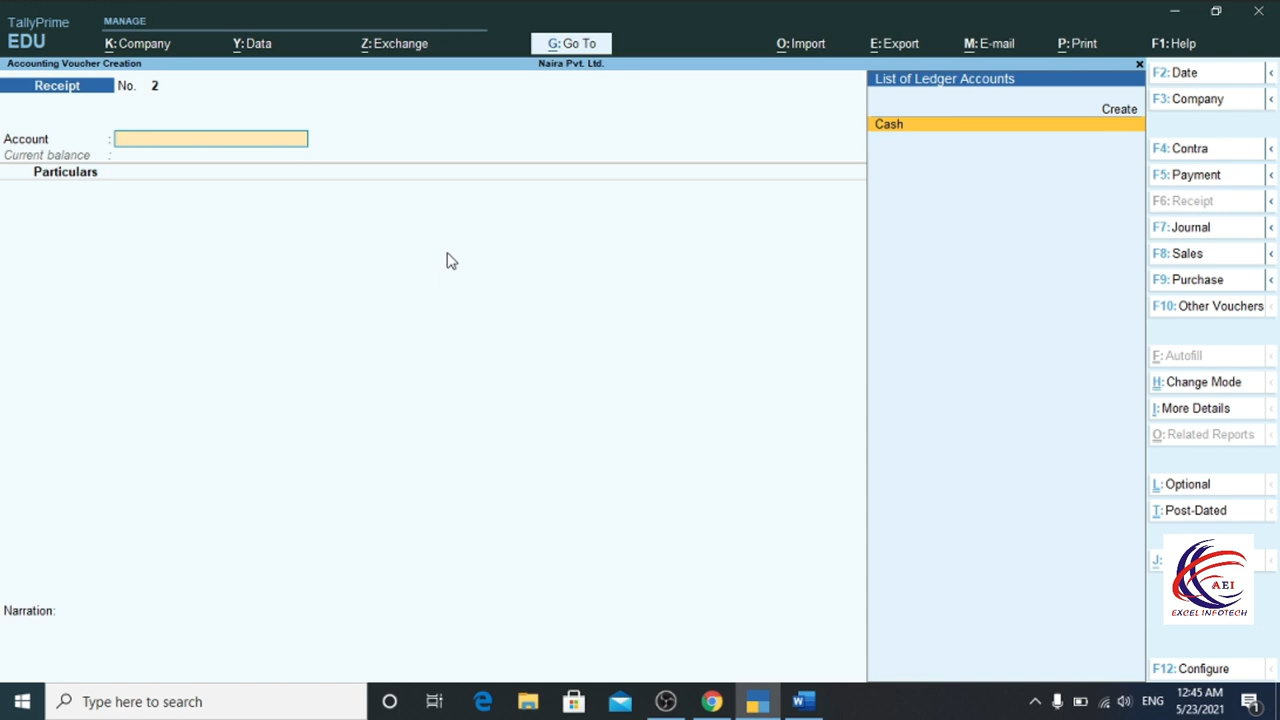 TallyPrime
EDU
MANAGE
K: Company
Y: Data
Z: Exchange
G: Go To
O: Import
E: Export
M: E-mail
P: Print
F1: Help
Accounting Voucher Creation
Naira Pvt. Ltd.
Receipt No. 2
Account :
Current balance :
Particulars
Narration:
List of Ledger Accounts
Create
Cash
F2: Date
F3: Company
F4: Contra
F5: Payment
F6: Receipt
F7: Journal
F8: Sales
F9: Purchase
F10: Other Vouchers
F: Autofill
H: Change Mode
I: More Details
O: Related Reports
L: Optional
T: Post-Dated
J:
AEI
EXCEL INFOTECH
F12: Configure
Type here to search
ENG
12:45 AM
5/23/2021
1